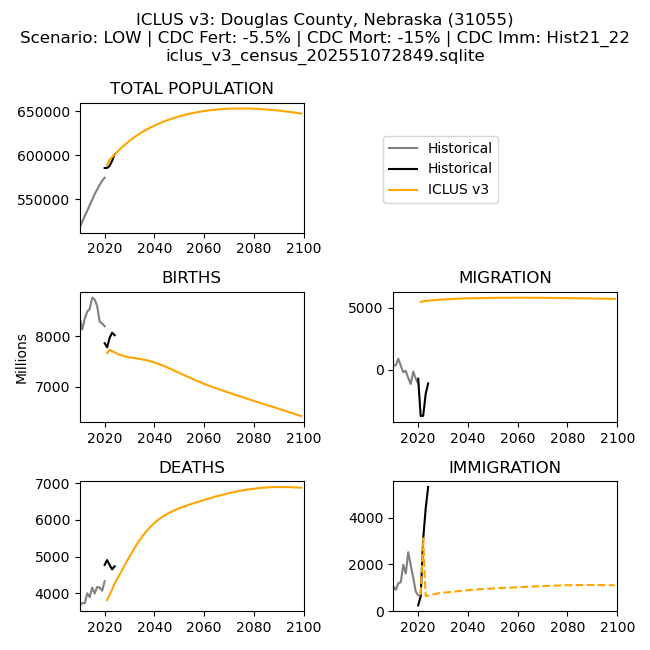 ICLUS v3: Douglas County, Nebraska (31055)
Scenario: LOW | CDC Fert: -5.5% | CDC Mort: -15% | CDC Imm: Hist21_22
iclus_v3_census_202551072849.sqlite
TOTAL POPULATION
650000
600000
550000
2020 2040 2060 2080 2100
Historical
Historical
ICLUS v3
BIRTHS
Millions
8000
7000
2020 2040 2060 2080 2100
MIGRATION
5000
0
2020 2040 2060 2080 2100
DEATHS
7000
6000
5000
4000
2020 2040 2060 2080 2100
IMMIGRATION
4000
2000
0
2020 2040 2060 2080 2100